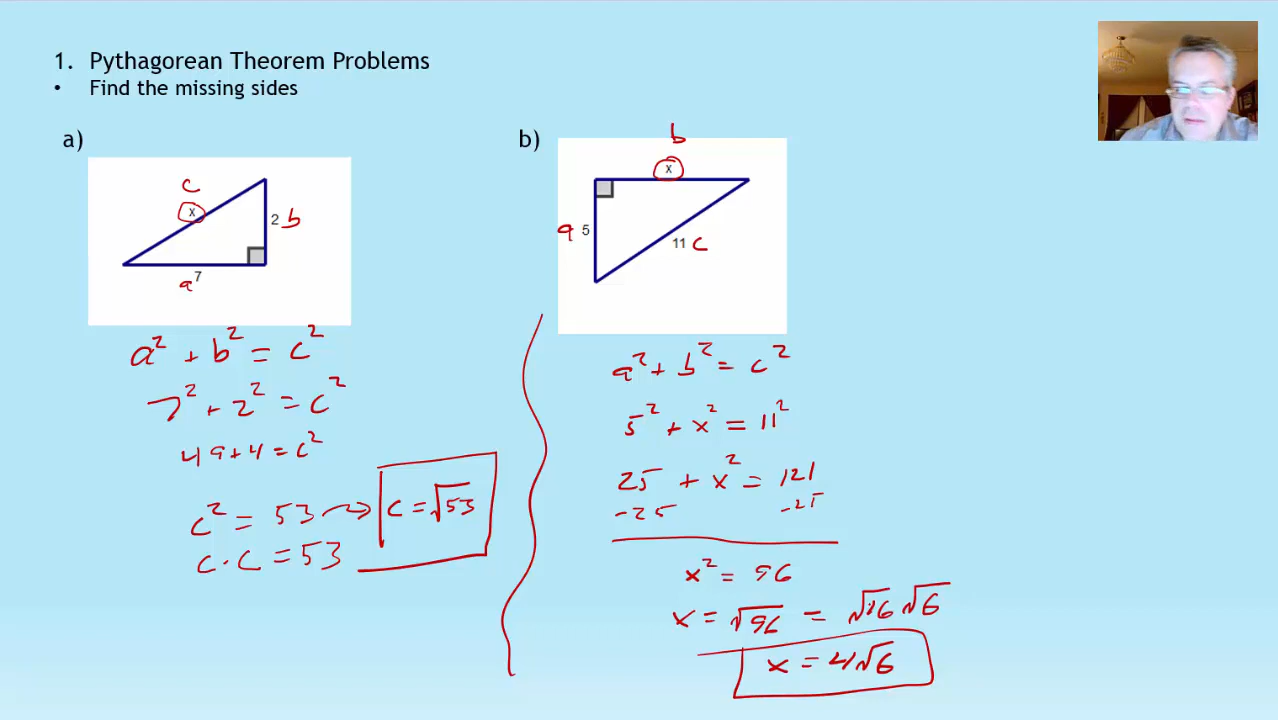 1. Pythagorean Theorem Problems
• Find the missing sides
a)
c
x
2 b
a 7
a² + b² = c²
7² + 2² = c²
49 + 4 = c²
c² = 53 → c = √53
c · c = 53
b)
b
x
a 5
11 c
a² + b² = c²
5² + x² = 11²
25 + x² = 121
-25 -25
x² = 96
x = √96 = √16 √6
x = 4√6